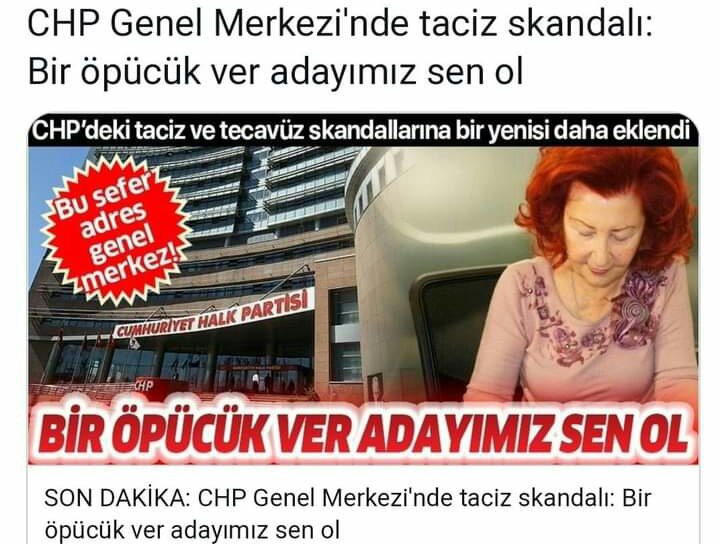 CHP Genel Merkezi'nde taciz skandalı:
Bir öpücük ver adayımız sen ol
CHP'deki taciz ve tecavüz skandallarına bir yenisi daha eklendi
Bu sefer
adres
genel
merkez!
CUMHURİYET HALK PARTİSİ
CHP
BİR ÖPÜCÜK VER ADAYIMIZ SEN OL
SON DAKİKA: CHP Genel Merkezi'nde taciz skandalı: Bir
öpücük ver adayımız sen ol